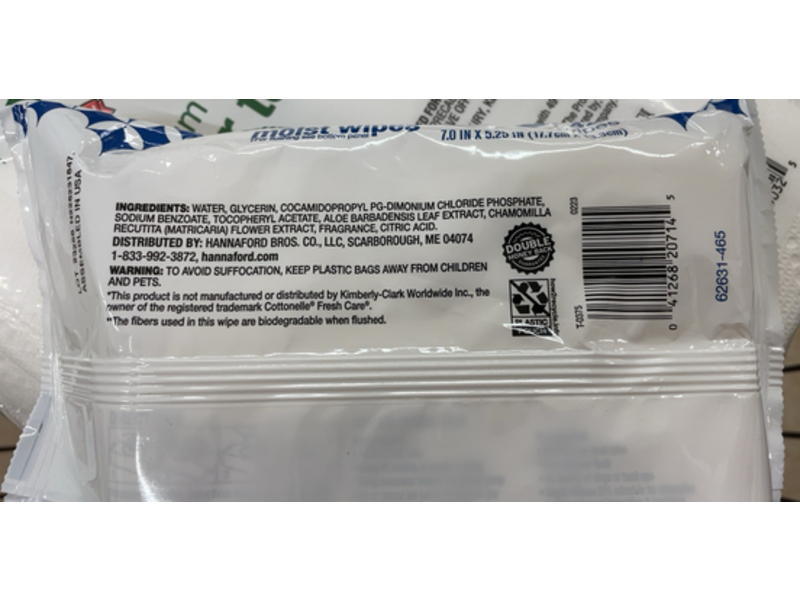 moist wipes
7.0 IN X 5.25 IN
INGREDIENTS: WATER, GLYCERIN, COCAMIDOPROPYL PG-DIMONIUM CHLORIDE PHOSPHATE,
SODIUM BENZOATE, TOCOPHERYL ACETATE, ALOE BARBADENSIS LEAF EXTRACT, CHAMOMILLA
RECUTITA (MATRICARIA) FLOWER EXTRACT, FRAGRANCE, CITRIC ACID.
DISTRIBUTED BY: HANNAFORD BROS. CO., LLC, SCARBOROUGH, ME 04074
1-833-992-3872, hannaford.com
WARNING: TO AVOID SUFFOCATION, KEEP PLASTIC BAGS AWAY FROM CHILDREN
AND PETS.
*This product is not manufactured or distributed by Kimberly-Clark Worldwide Inc., the
owner of the registered trademark Cottonelle® Fresh Care®.
*The fibers used in this wipe are biodegradable when flushed.
ASSEMBLED IN USA
DOUBLE
MONEY BACK
PLASTIC
0223
T-0375
0 41268 20714 5
62631-465